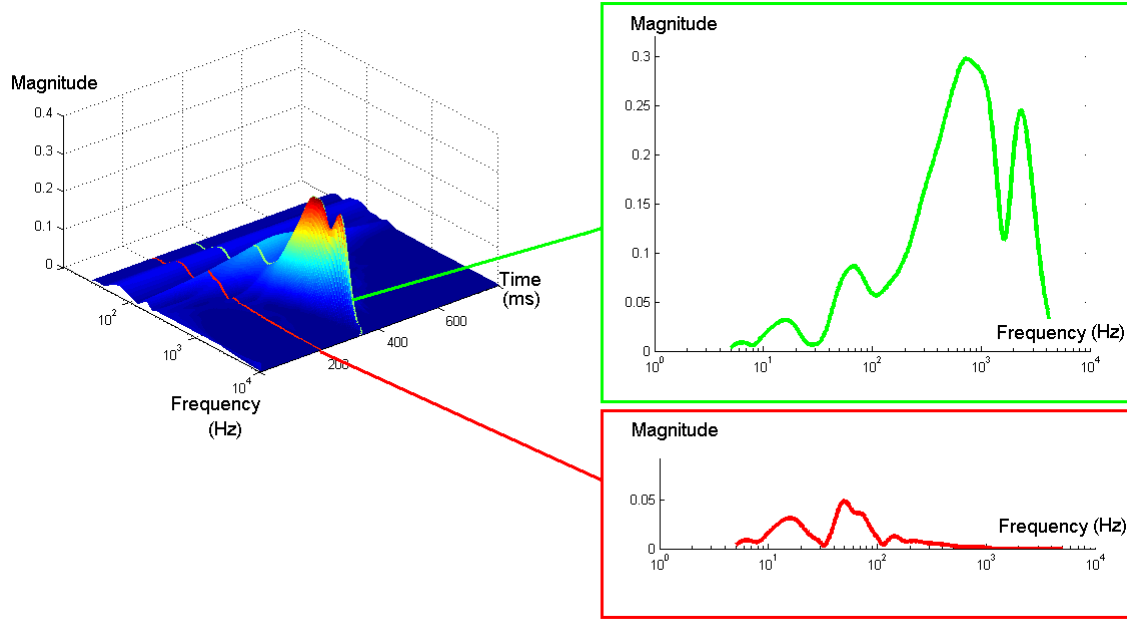 Magnitude
0.4
0.3
0.2
0.1
0
10²
10³
10⁴
Frequency
(Hz)
200
400
600
Time
(ms)
Magnitude
0.3
0.25
0.2
0.15
0.1
0.05
0
Frequency (Hz)
10⁰ 10¹ 10² 10³ 10⁴
Magnitude
0.05
0
Frequency (Hz)
10⁰ 10¹ 10² 10³ 10⁴